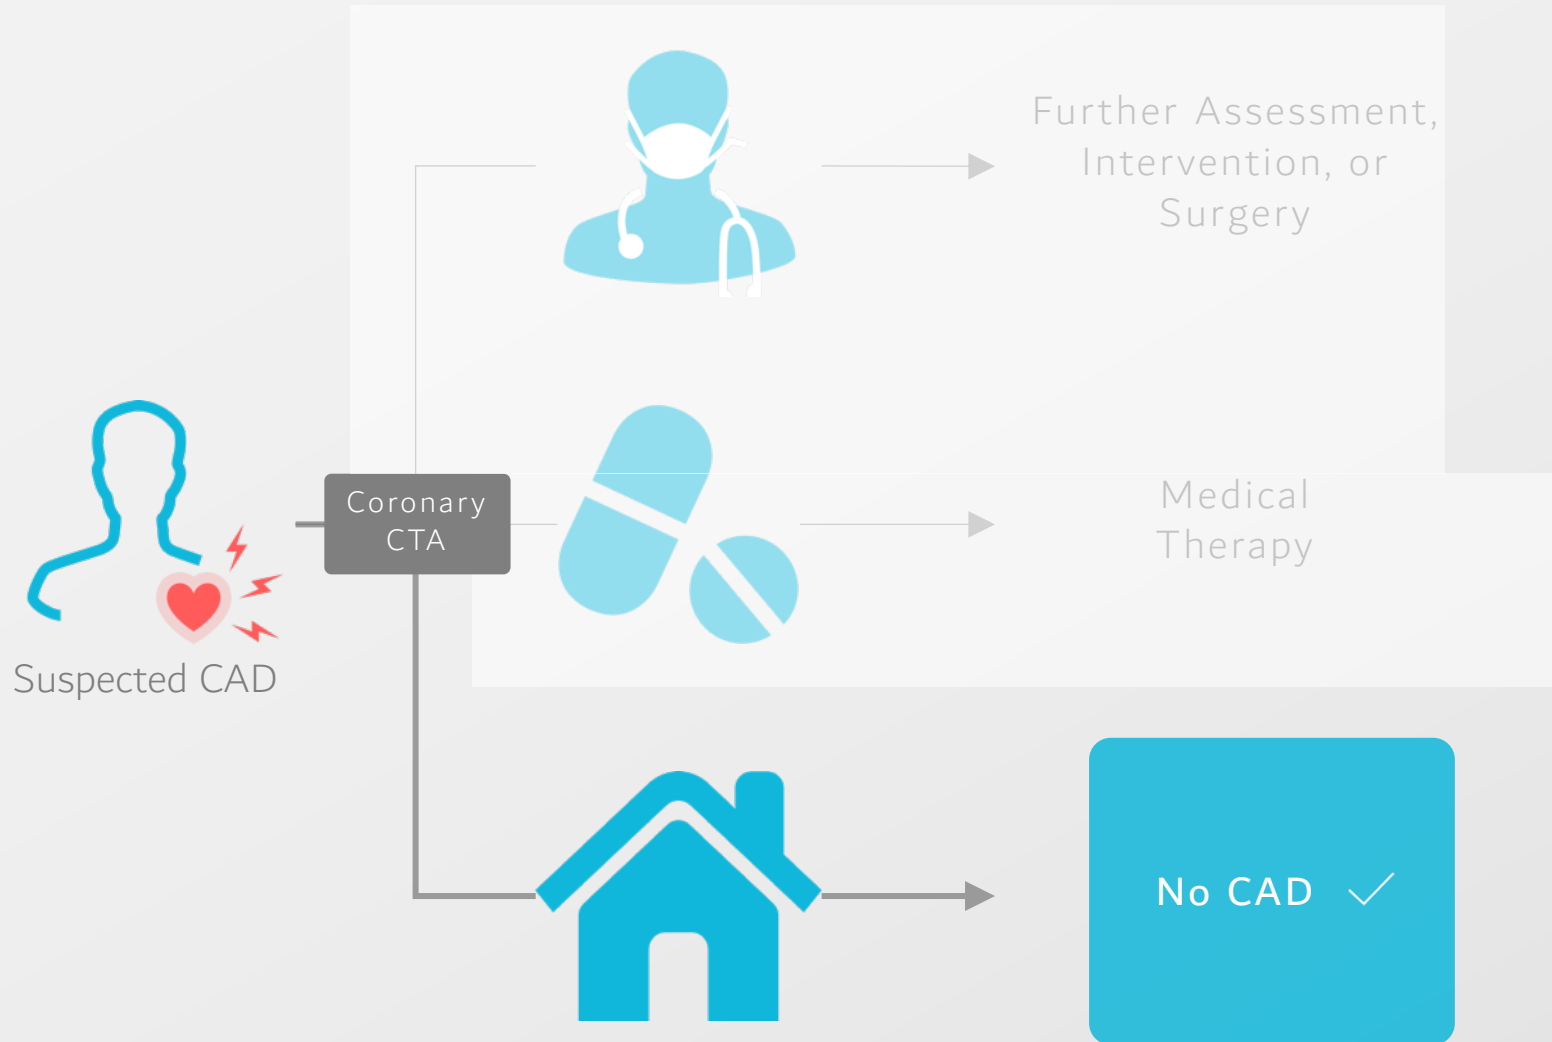 Further Assessment,
Intervention, or
Surgery
Coronary
CTA
Medical
Therapy
Suspected CAD
No CAD